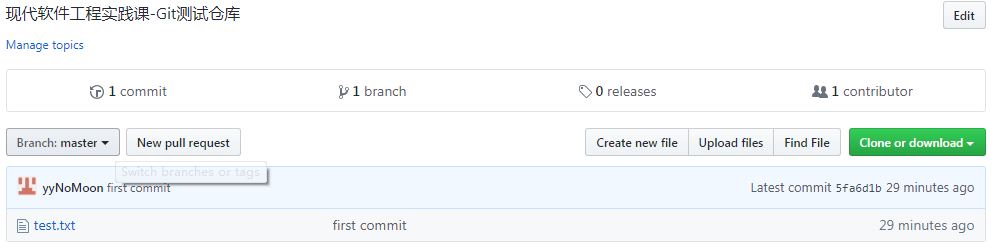 现代软件工程实践课-Git测试仓库
Edit
Manage topics
1 commit
1 branch
0 releases
1 contributor
Branch: master
New pull request
Create new file
Upload files
Find File
Clone or download
Switch branches or tags
yyNoMoon first commit
Latest commit 5fa6d1b 29 minutes ago
test.txt
first commit
29 minutes ago